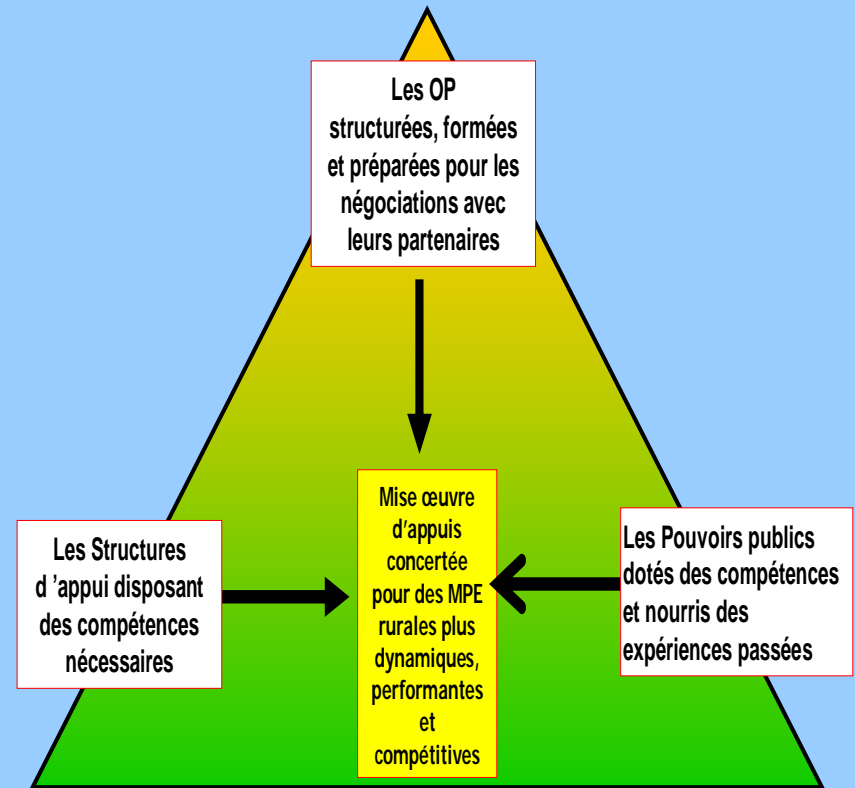 Les OP
structurées, formées
et préparées pour les
négociations avec
leurs partenaires
Les Structures
d ’appui disposant
des compétences
nécessaires
Mise œuvre
d’appuis
concertée
pour des MPE
rurales plus
dynamiques,
performantes
et
compétitives
Les Pouvoirs publics
dotés des compétences
et nourris des
expériences passées